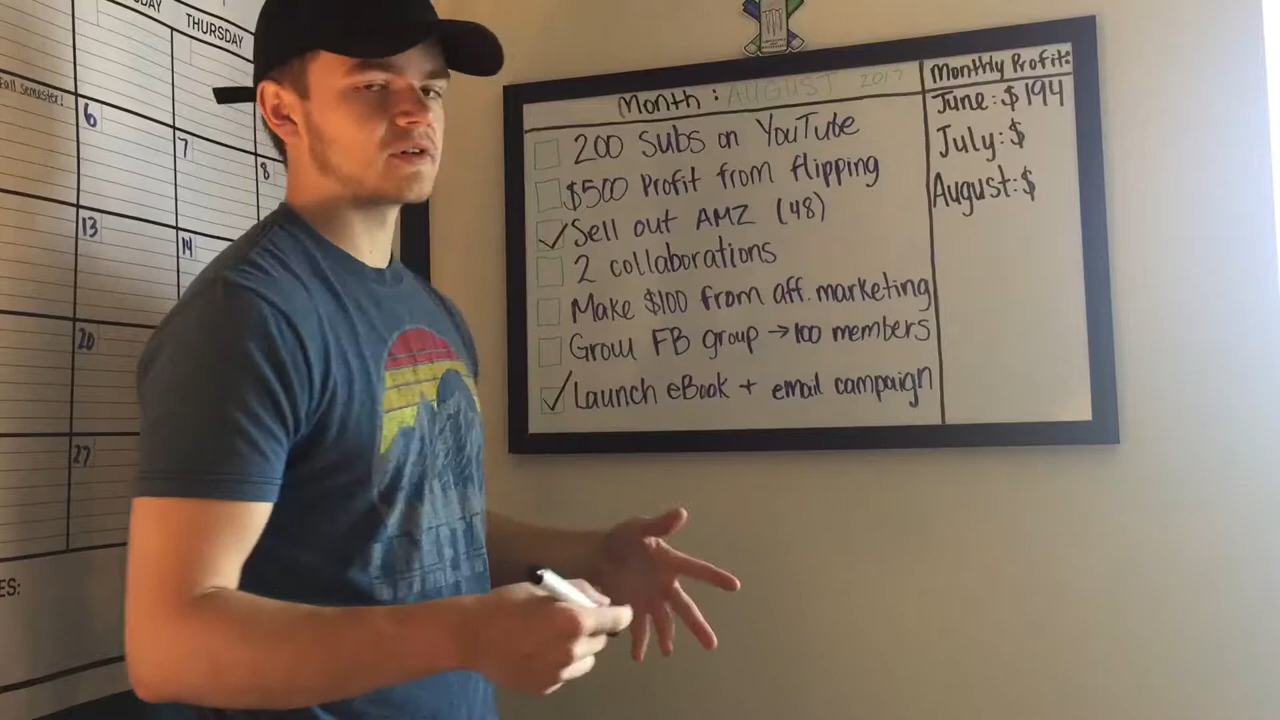 DAY
THURSDAY
Fall Semester!
6
7
8
13
14
20
27
ES:
Month: AUGUST 2017
200 Subs on YouTube
$500 Profit from flipping
Sell out AMZ (48)
2 collaborations
Make $100 from aff. marketing
Grow FB group → 100 members
Launch eBook + email campaign
Monthly Profit:
June: $194
July: $
August: $